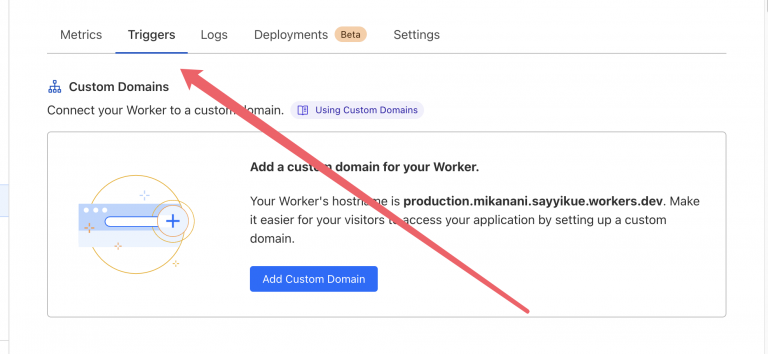 Metrics Triggers Logs Deployments Beta Settings
Custom Domains
Connect your Worker to a custom domain. Using Custom Domains
Add a custom domain for your Worker.
Your Worker's hostname is production.mikanani.sayyikue.workers.dev. Make
it easier for your visitors to access your application by setting up a custom
domain.
Add Custom Domain